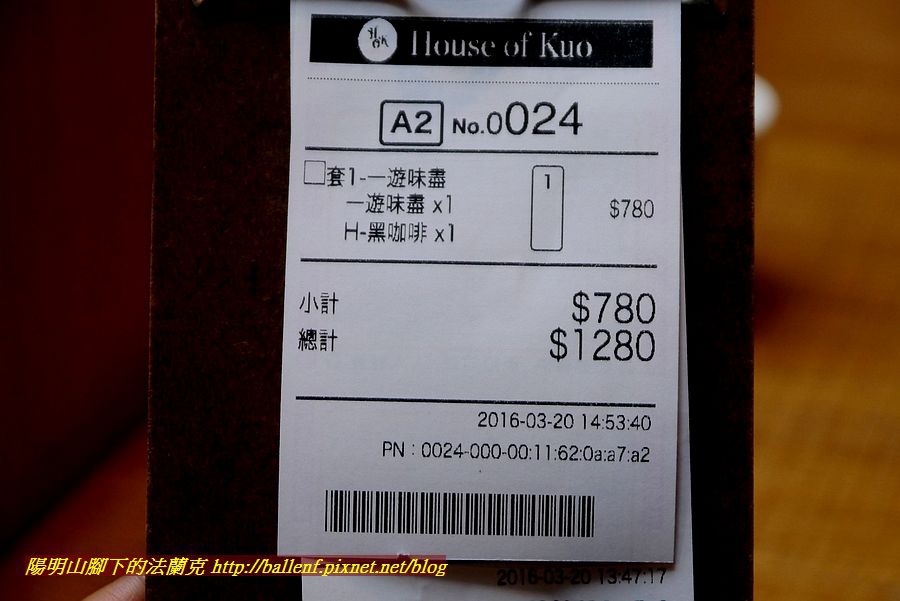 HOK House of Kuo
A2 No.0024
套1-一遊味盡 1 $780
一遊味盡 x1
H-黑咖啡 x1
小計 $780
總計 $1280
2016-03-20 14:53:40
PN：0024-000-00:11:62:0a:a7:a2
陽明山腳下的法蘭克 http://ballenf.pixnet.net/blog
2016-03-20 13:47:17